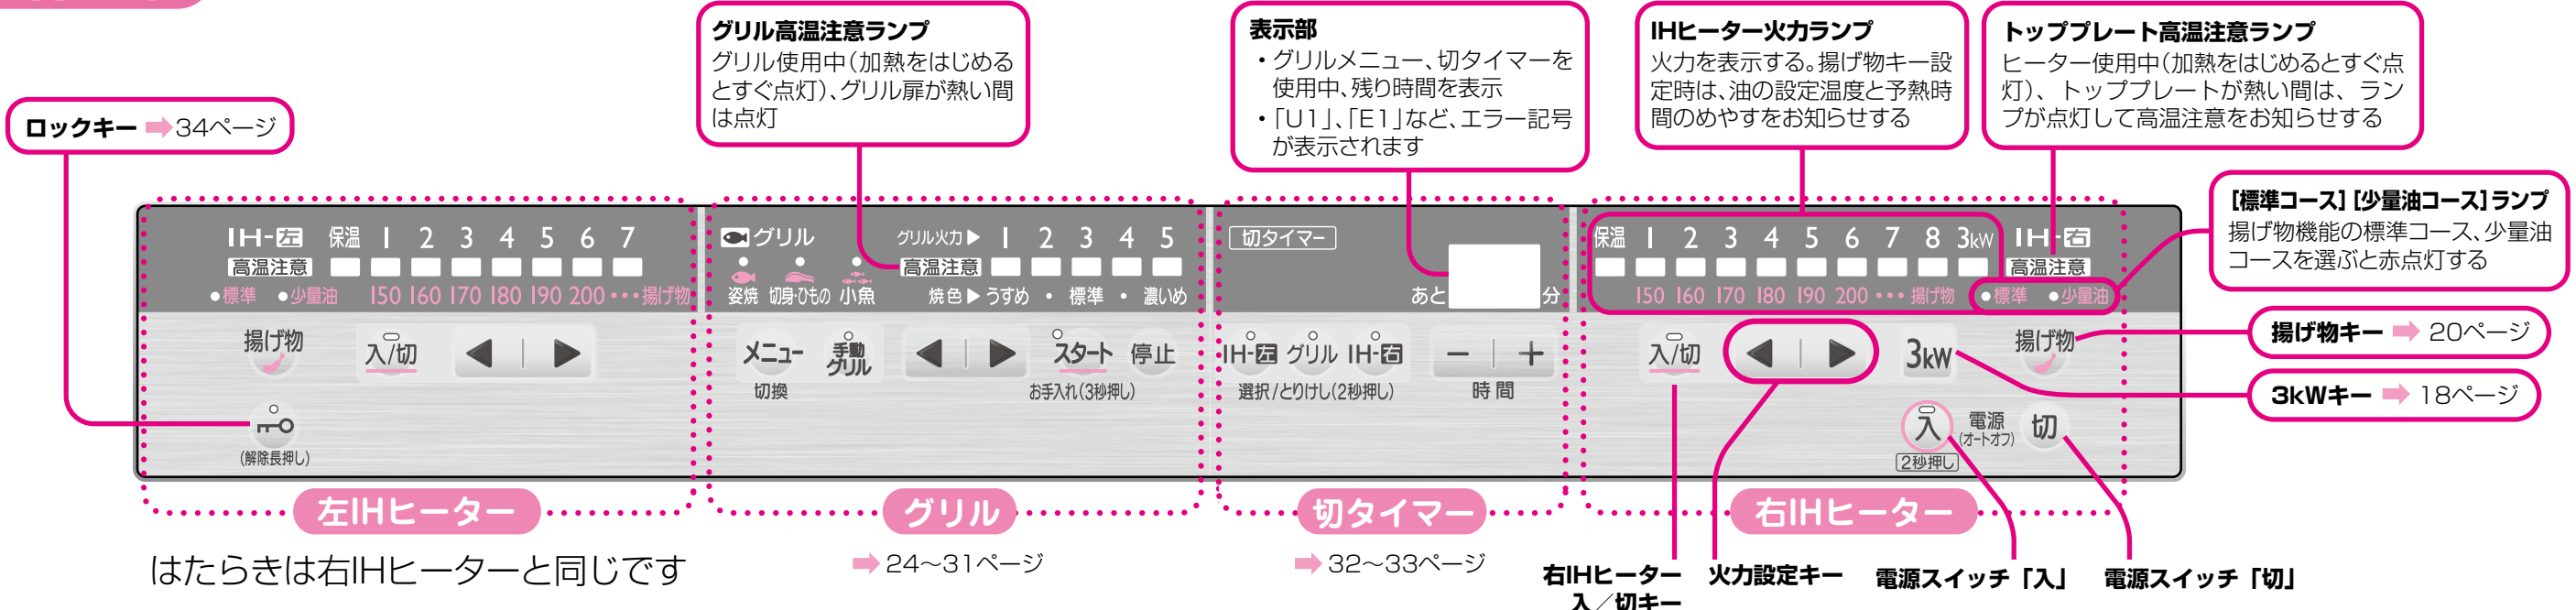 グリル高温注意ランプ
グリル使用中（加熱をはじめる
とすぐ点灯）、グリル扉が熱い間
は点灯
表示部
・グリルメニュー、切タイマーを
使用中、残り時間を表示
・「U1」、「E1」など、エラー記号
が表示されます
IHヒーター火力ランプ
火力を表示する。揚げ物キー設
定時は、油の設定温度と予熱時
間のめやすをお知らせする
トッププレート高温注意ランプ
ヒーター使用中（加熱をはじめるとすぐ点
灯）、トッププレートが熱い間は、ラン
プが点灯して高温注意をお知らせする
ロックキー ➡34ページ
［標準コース］［少量油コース］ランプ
揚げ物機能の標準コース、少量油
コースを選ぶと赤点灯する
揚げ物キー ➡ 20ページ
3kWキー ➡ 18ページ
IH-左 保温 1 2 3 4 5 6 7
高温注意
●標準 ●少量油 150 160 170 180 190 200 ・・・揚げ物
揚げ物 入/切 ◀ ▶
(解除長押し)
グリル グリル火力▶ 1 2 3 4 5
高温注意
姿焼 切身・ひもの 小魚 焼色▶うすめ ・ 標準 ・ 濃いめ
メニュー 手動グリル ◀ ▶ スタート 停止
切換 お手入れ(3秒押し)
切タイマー
あと 分
IH-左 グリル IH-右 − ＋
選択/とりけし(2秒押し) 時間
保温 1 2 3 4 5 6 7 8 3kW IH-右
高温注意
150 160 170 180 190 200 ・・・ 揚げ物 ●標準 ●少量油
入/切 ◀ ▶ 3kW 揚げ物
入 電源 切
(オートオフ)
2秒押し
左IHヒーター
はたらきは右IHヒーターと同じです
グリル
➡ 24〜31ページ
切タイマー
➡ 32〜33ページ
右IHヒーター
右IHヒーター
入／切キー
火力設定キー
電源スイッチ「入」
電源スイッチ「切」